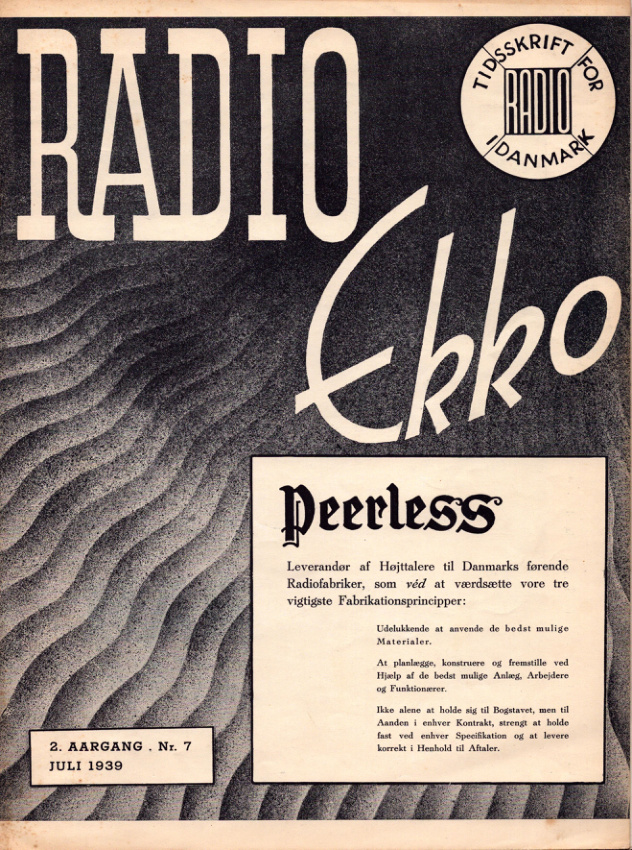 RADIO
Ekko
TIDSSKRIFT FOR
RADIO
I DANMARK
Peerless
Leverandør af Højttalere til Danmarks førende
Radiofabriker, som véd at værdsætte vore tre
vigtigste Fabrikationsprincipper:
Udelukkende at anvende de bedst mulige
Materialer.
At planlægge, konstruere og fremstille ved
Hjælp af de bedst mulige Anlæg, Arbejdere
og Funktionærer.
Ikke alene at holde sig til Bogstavet, men til
Aanden i enhver Kontrakt, strengt at holde
fast ved enhver Specifikation og at levere
korrekt i Henhold til Aftaler.
2. AARGANG . Nr. 7
JULI 1939